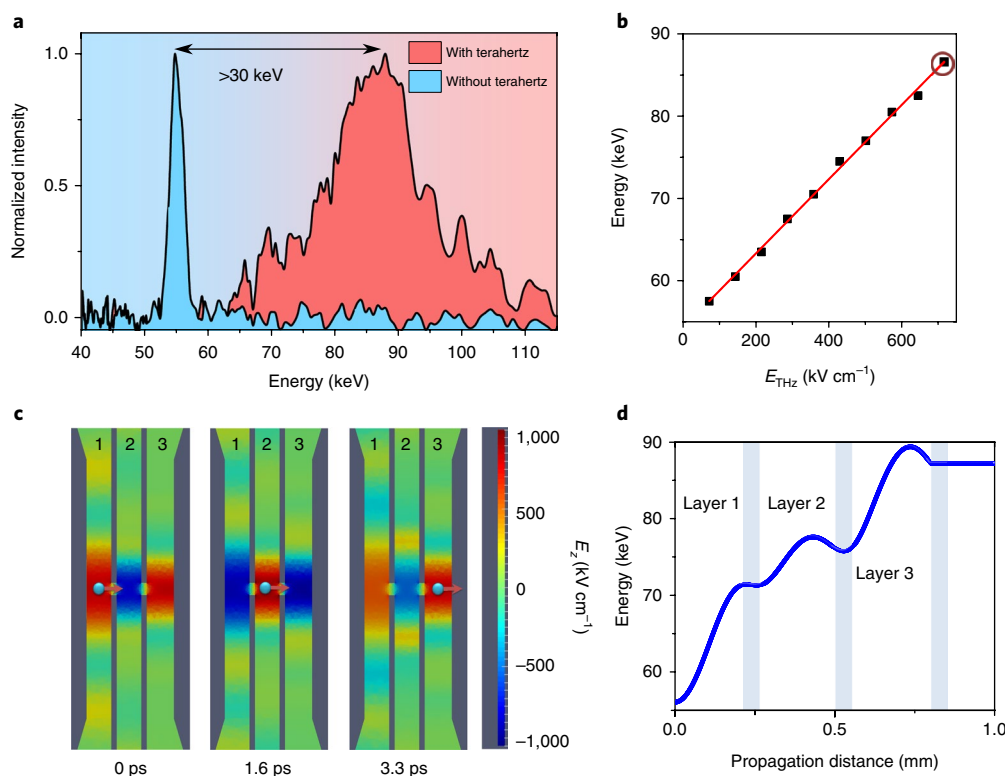 a
1.0
0.5
0.0
Normalized intensity
>30 keV
With terahertz
Without terahertz
40 50 60 70 80 90 100 110
Energy (keV)
b
90
80
70
60
Energy (keV)
0 200 400 600
E_THz (kV cm⁻¹)
c
1 2 3
1 2 3
1 2 3
0 ps
1.6 ps
3.3 ps
1,000
500
0
−500
−1,000
E_z (kV cm⁻¹)
d
90
80
70
60
Energy (keV)
Layer 1
Layer 2
Layer 3
0.0 0.5 1.0
Propagation distance (mm)